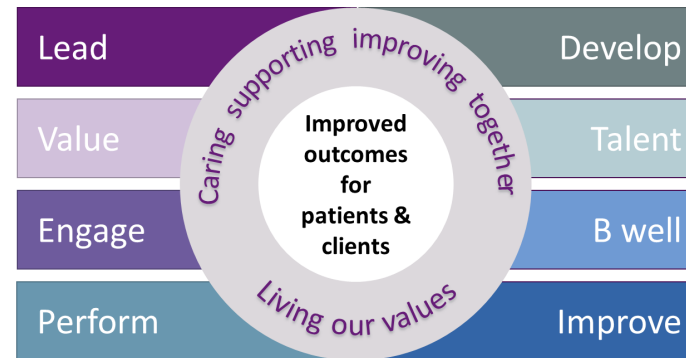 Lead
Value
Engage
Perform
Caring supporting improving together
Improved
outcomes
for
patients &
clients
Living our values
Develop
Talent
B well
Improve